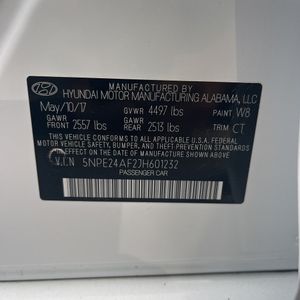 MANUFACTURED BY
HYUNDAI MOTOR MANUFACTURING ALABAMA, LLC
May/10/17 GVWR 4497 lbs PAINT W8
GAWR FRONT 2557 lbs GAWR REAR 2513 lbs TRIM CT
THIS VEHICLE CONFORMS TO ALL APPLICABLE U.S. FEDERAL
MOTOR VEHICLE SAFETY, BUMPER, AND THEFT PREVENTION
STANDARDS IN EFFECT ON THE DATE OF MANUFACTURE SHOWN ABOVE.
V.I.N 5NPE24AF2JH601232
PASSENGER CAR